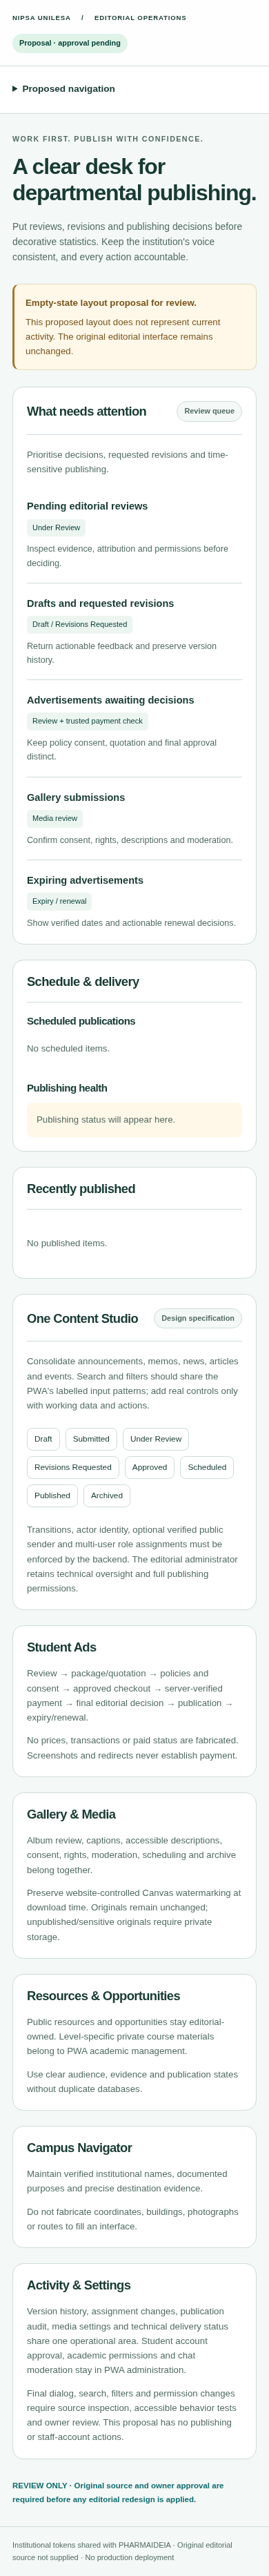 NIPSA UNILESA / EDITORIAL OPERATIONS
Proposal · approval pending
Proposed navigation
WORK FIRST. PUBLISH WITH CONFIDENCE.
A clear desk for
departmental publishing.
Put reviews, revisions and publishing decisions before
decorative statistics. Keep the institution's voice
consistent, and every action accountable.
Empty-state layout proposal for review.
This proposed layout does not represent current
activity. The original editorial interface remains
unchanged.
What needs attention
Review queue
Prioritise decisions, requested revisions and time-
sensitive publishing.
Pending editorial reviews
Under Review
Inspect evidence, attribution and permissions before
deciding.
Drafts and requested revisions
Draft / Revisions Requested
Return actionable feedback and preserve version
history.
Advertisements awaiting decisions
Review + trusted payment check
Keep policy consent, quotation and final approval
distinct.
Gallery submissions
Media review
Confirm consent, rights, descriptions and moderation.
Expiring advertisements
Expiry / renewal
Show verified dates and actionable renewal decisions.
Schedule & delivery
Scheduled publications
No scheduled items.
Publishing health
Publishing status will appear here.
Recently published
No published items.
One Content Studio
Design specification
Consolidate announcements, memos, news, articles
and events. Search and filters should share the
PWA's labelled input patterns; add real controls only
with working data and actions.
Draft Submitted Under Review
Revisions Requested Approved Scheduled
Published Archived
Transitions, actor identity, optional verified public
sender and multi-user role assignments must be
enforced by the backend. The editorial administrator
retains technical oversight and full publishing
permissions.
Student Ads
Review → package/quotation → policies and
consent → approved checkout → server-verified
payment → final editorial decision → publication →
expiry/renewal.
No prices, transactions or paid status are fabricated.
Screenshots and redirects never establish payment.
Gallery & Media
Album review, captions, accessible descriptions,
consent, rights, moderation, scheduling and archive
belong together.
Preserve website-controlled Canvas watermarking at
download time. Originals remain unchanged;
unpublished/sensitive originals require private
storage.
Resources & Opportunities
Public resources and opportunities stay editorial-
owned. Level-specific private course materials
belong to PWA academic management.
Use clear audience, evidence and publication states
without duplicate databases.
Campus Navigator
Maintain verified institutional names, documented
purposes and precise destination evidence.
Do not fabricate coordinates, buildings, photographs
or routes to fill an interface.
Activity & Settings
Version history, assignment changes, publication
audit, media settings and technical delivery status
share one operational area. Student account
approval, academic permissions and chat
moderation stay in PWA administration.
Final dialog, search, filters and permission changes
require source inspection, accessible behavior tests
and owner review. This proposal has no publishing
or staff-account actions.
REVIEW ONLY · Original source and owner approval are
required before any editorial redesign is applied.
Institutional tokens shared with PHARMAIDEIA · Original editorial
source not supplied · No production deployment